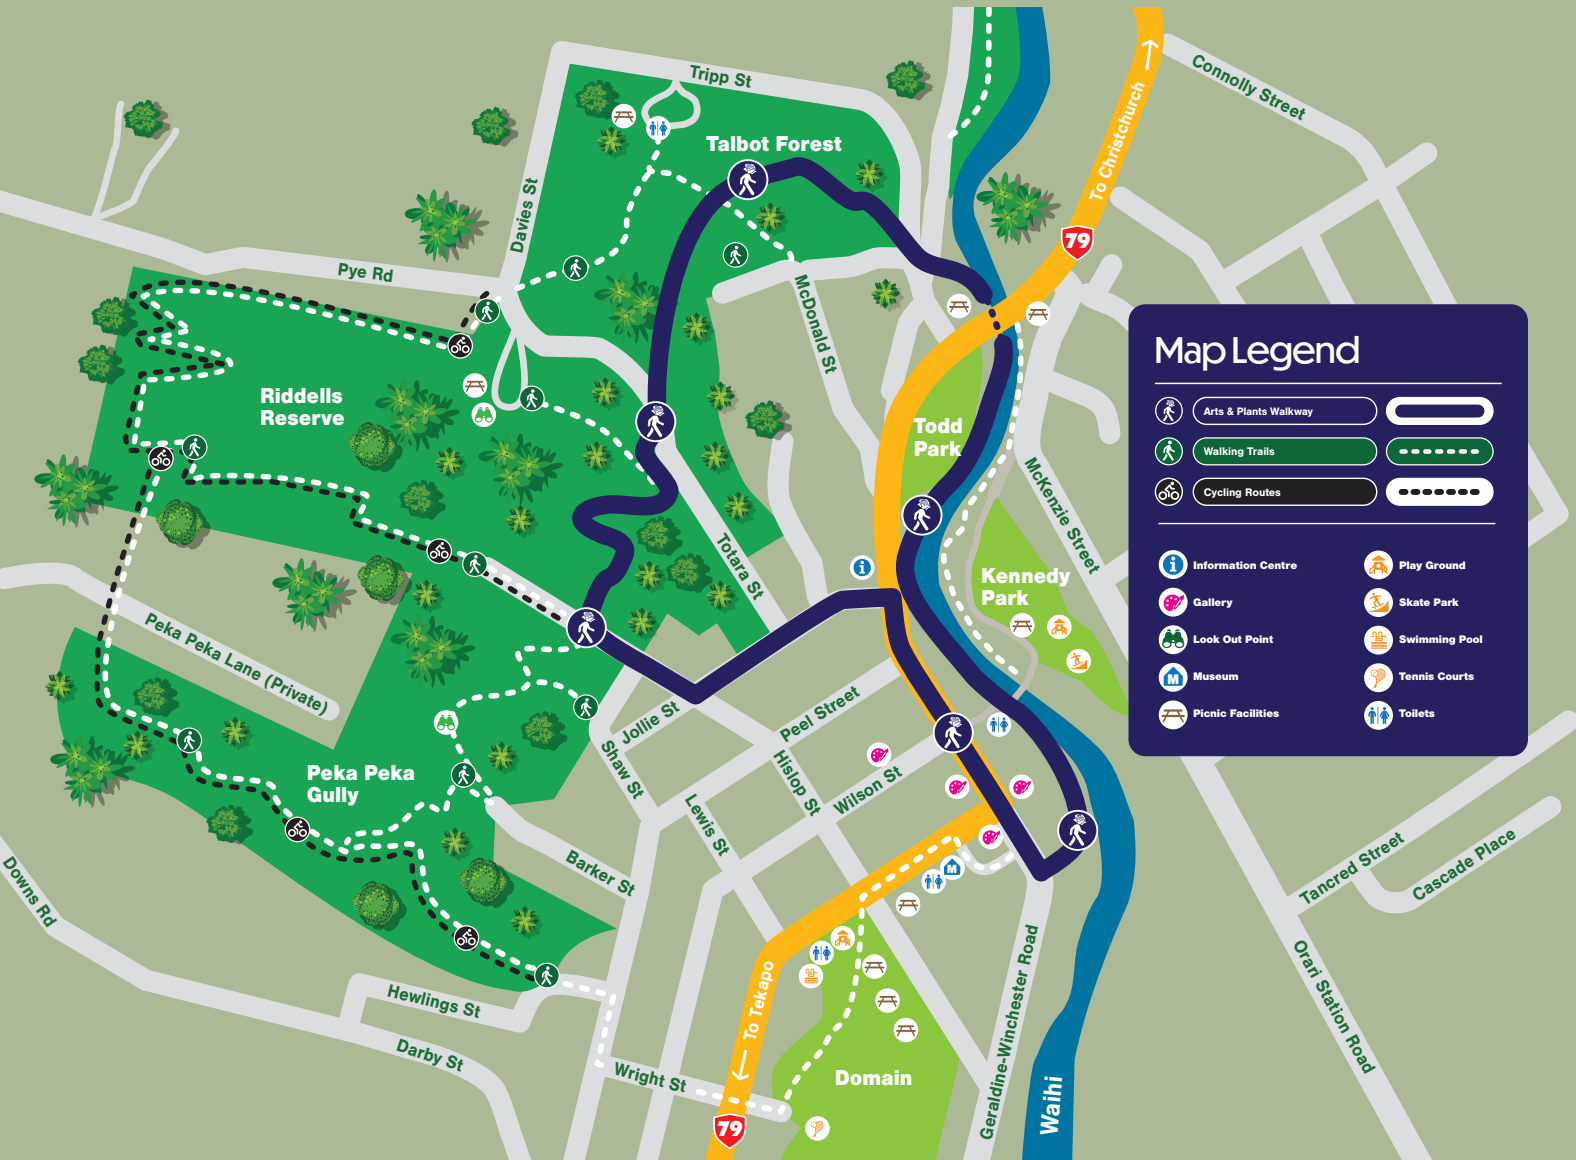 Tripp St
Connolly Street
To Christchurch
Talbot Forest
Davies St
79
Pye Rd
McDonald St
Map Legend
Arts & Plants Walkway
Walking Trails
Cycling Routes
Information Centre
Play Ground
Gallery
Skate Park
Look Out Point
Swimming Pool
M
Museum
Tennis Courts
Picnic Facilities
Toilets
Riddells
Reserve
Todd
Park
McKenzie Street
Totara St
i
Kennedy
Park
Peka Peka Lane (Private)
Jollie St
Peel Street
Shaw St
Hislop St
Wilson St
Peka Peka
Gully
Lewis St
Barker St
M
Downs Rd
Tancred Street
Cascade Place
Orari Station Road
Geraldine-Winchester Road
To Tekapo
Hewlings St
Darby St
Wright St
Domain
Waihi
79